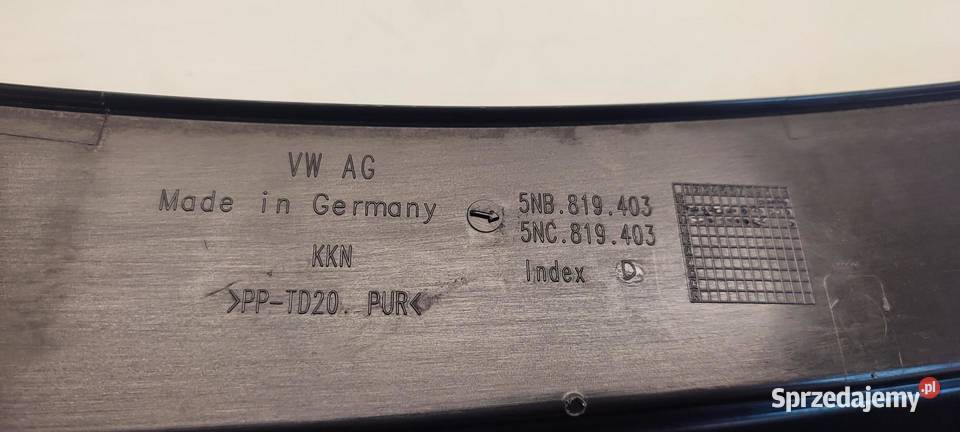 VW AG
Made in Germany
KKN
>PP-TD20. PUR<
5NB.819.403
5NC.819.403
Index D
Sprzedajemy.pl